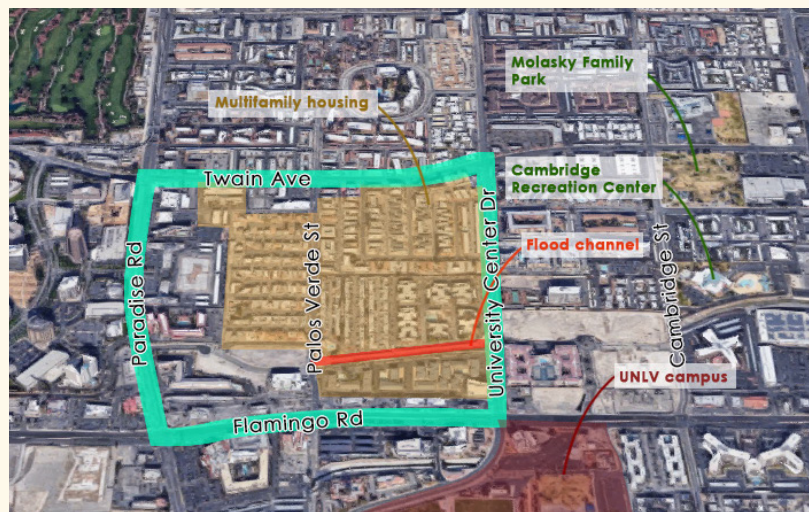 Molasky Family
Park
Multifamily housing
Twain Ave
Cambridge
Recreation Center
Flood channel
Paradise Rd
Palos Verde St
University Center Dr
Cambridge St
UNLV campus
Flamingo Rd